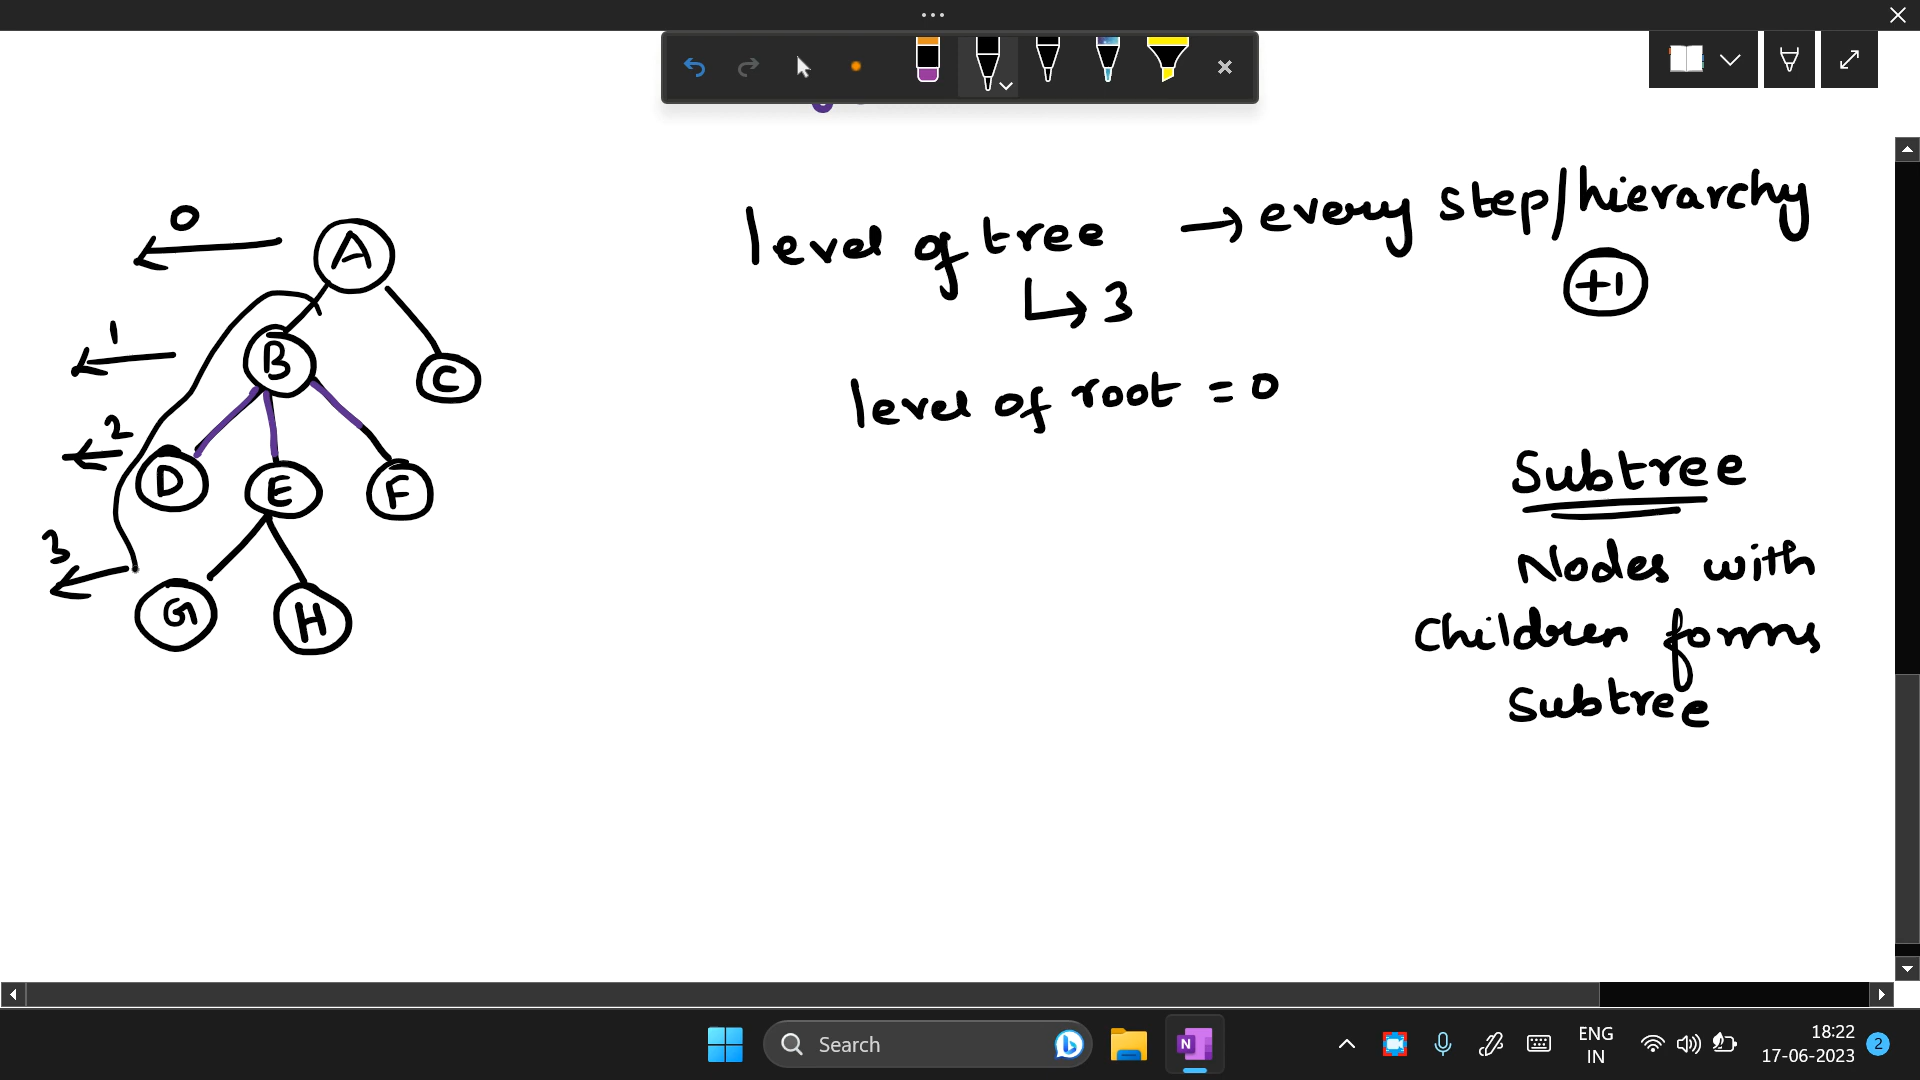 level of tree → every step/hierarchy
+1
↳ 3
level of root = 0
0
A
1
B
C
2
D
E
F
3
G
H
Subtree
Nodes with
Children forms
Subtree
Search
ENG
IN
18:22
17-06-2023
2